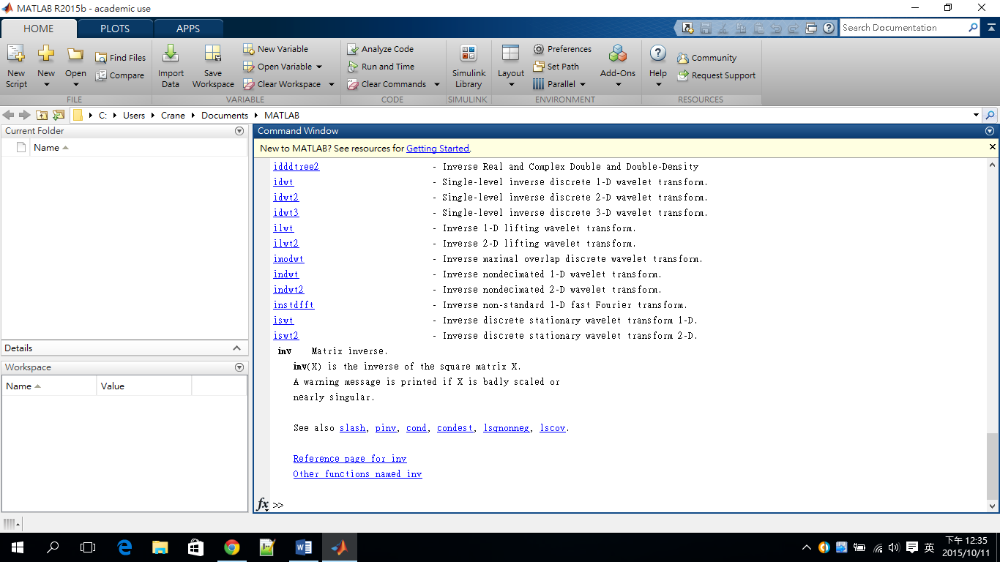 MATLAB R2015b - academic use
HOME PLOTS APPS
Search Documentation
New Script
New
Open
Find Files
Compare
FILE
Import Data
Save Workspace
New Variable
Open Variable
Clear Workspace
VARIABLE
Analyze Code
Run and Time
Clear Commands
CODE
Simulink Library
SIMULINK
Layout
Preferences
Set Path
Parallel
Add-Ons
ENVIRONMENT
Help
Community
Request Support
RESOURCES
C: Users Crane Documents MATLAB
Current Folder
Name
Details
Workspace
Name Value
Command Window
New to MATLAB? See resources for Getting Started.
idddtree2 - Inverse Real and Complex Double and Double-Density
idwt - Single-level inverse discrete 1-D wavelet transform.
idwt2 - Single-level inverse discrete 2-D wavelet transform.
idwt3 - Single-level inverse discrete 3-D wavelet transform.
ilwt - Inverse 1-D lifting wavelet transform.
ilwt2 - Inverse 2-D lifting wavelet transform.
imodwt - Inverse maximal overlap discrete wavelet transform.
indwt - Inverse nondecimated 1-D wavelet transform.
indwt2 - Inverse nondecimated 2-D wavelet transform.
instdfft - Inverse non-standard 1-D fast Fourier transform.
iswt - Inverse discrete stationary wavelet transform 1-D.
iswt2 - Inverse discrete stationary wavelet transform 2-D.
inv Matrix inverse.
inv(X) is the inverse of the square matrix X.
A warning message is printed if X is badly scaled or
nearly singular.
See also slash, pinv, cond, condest, lsqnonneg, lscov.
Reference page for inv
Other functions named inv
fx >>
英
下午 12:35
2015/10/11